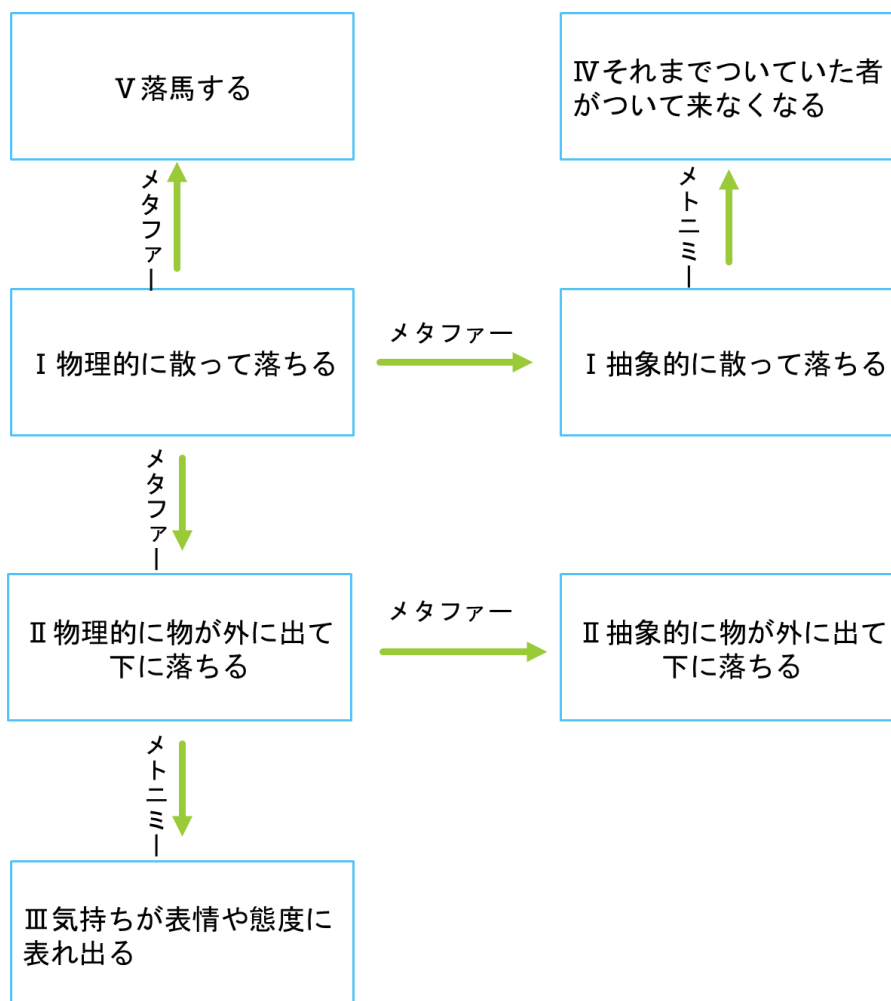 Ⅴ落馬する
Ⅳそれまでついていた者
がついて来なくなる
メタファー
メトニミー
Ⅰ物理的に散って落ちる
メタファー
Ⅰ抽象的に散って落ちる
メタファー
Ⅱ物理的に物が外に出て
下に落ちる
メタファー
Ⅱ抽象的に物が外に出て
下に落ちる
メトニミー
Ⅲ気持ちが表情や態度に
表れ出る